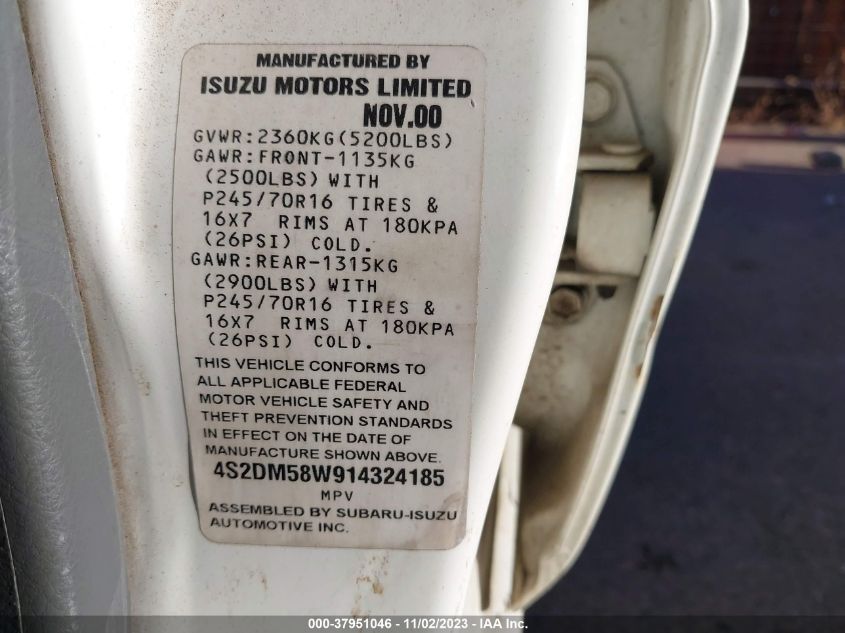 MANUFACTURED BY
ISUZU MOTORS LIMITED
NOV.00
GVWR:2360KG(5200LBS)
GAWR:FRONT-1135KG
(2500LBS)WITH
P245/70R16 TIRES &
16X7 RIMS AT 180KPA
(26PSI) COLD.
GAWR:REAR-1315KG
(2900LBS)WITH
P245/70R16 TIRES &
16X7 RIMS AT 180KPA
(26PSI) COLD.
THIS VEHICLE CONFORMS TO
ALL APPLICABLE FEDERAL
MOTOR VEHICLE SAFETY AND
THEFT PREVENTION STANDARDS
IN EFFECT ON THE DATE OF
MANUFACTURE SHOWN ABOVE.
4S2DM58W914324185
MPV
ASSEMBLED BY SUBARU-ISUZU
AUTOMOTIVE INC.
000-37951046 - 11/02/2023 - IAA Inc.